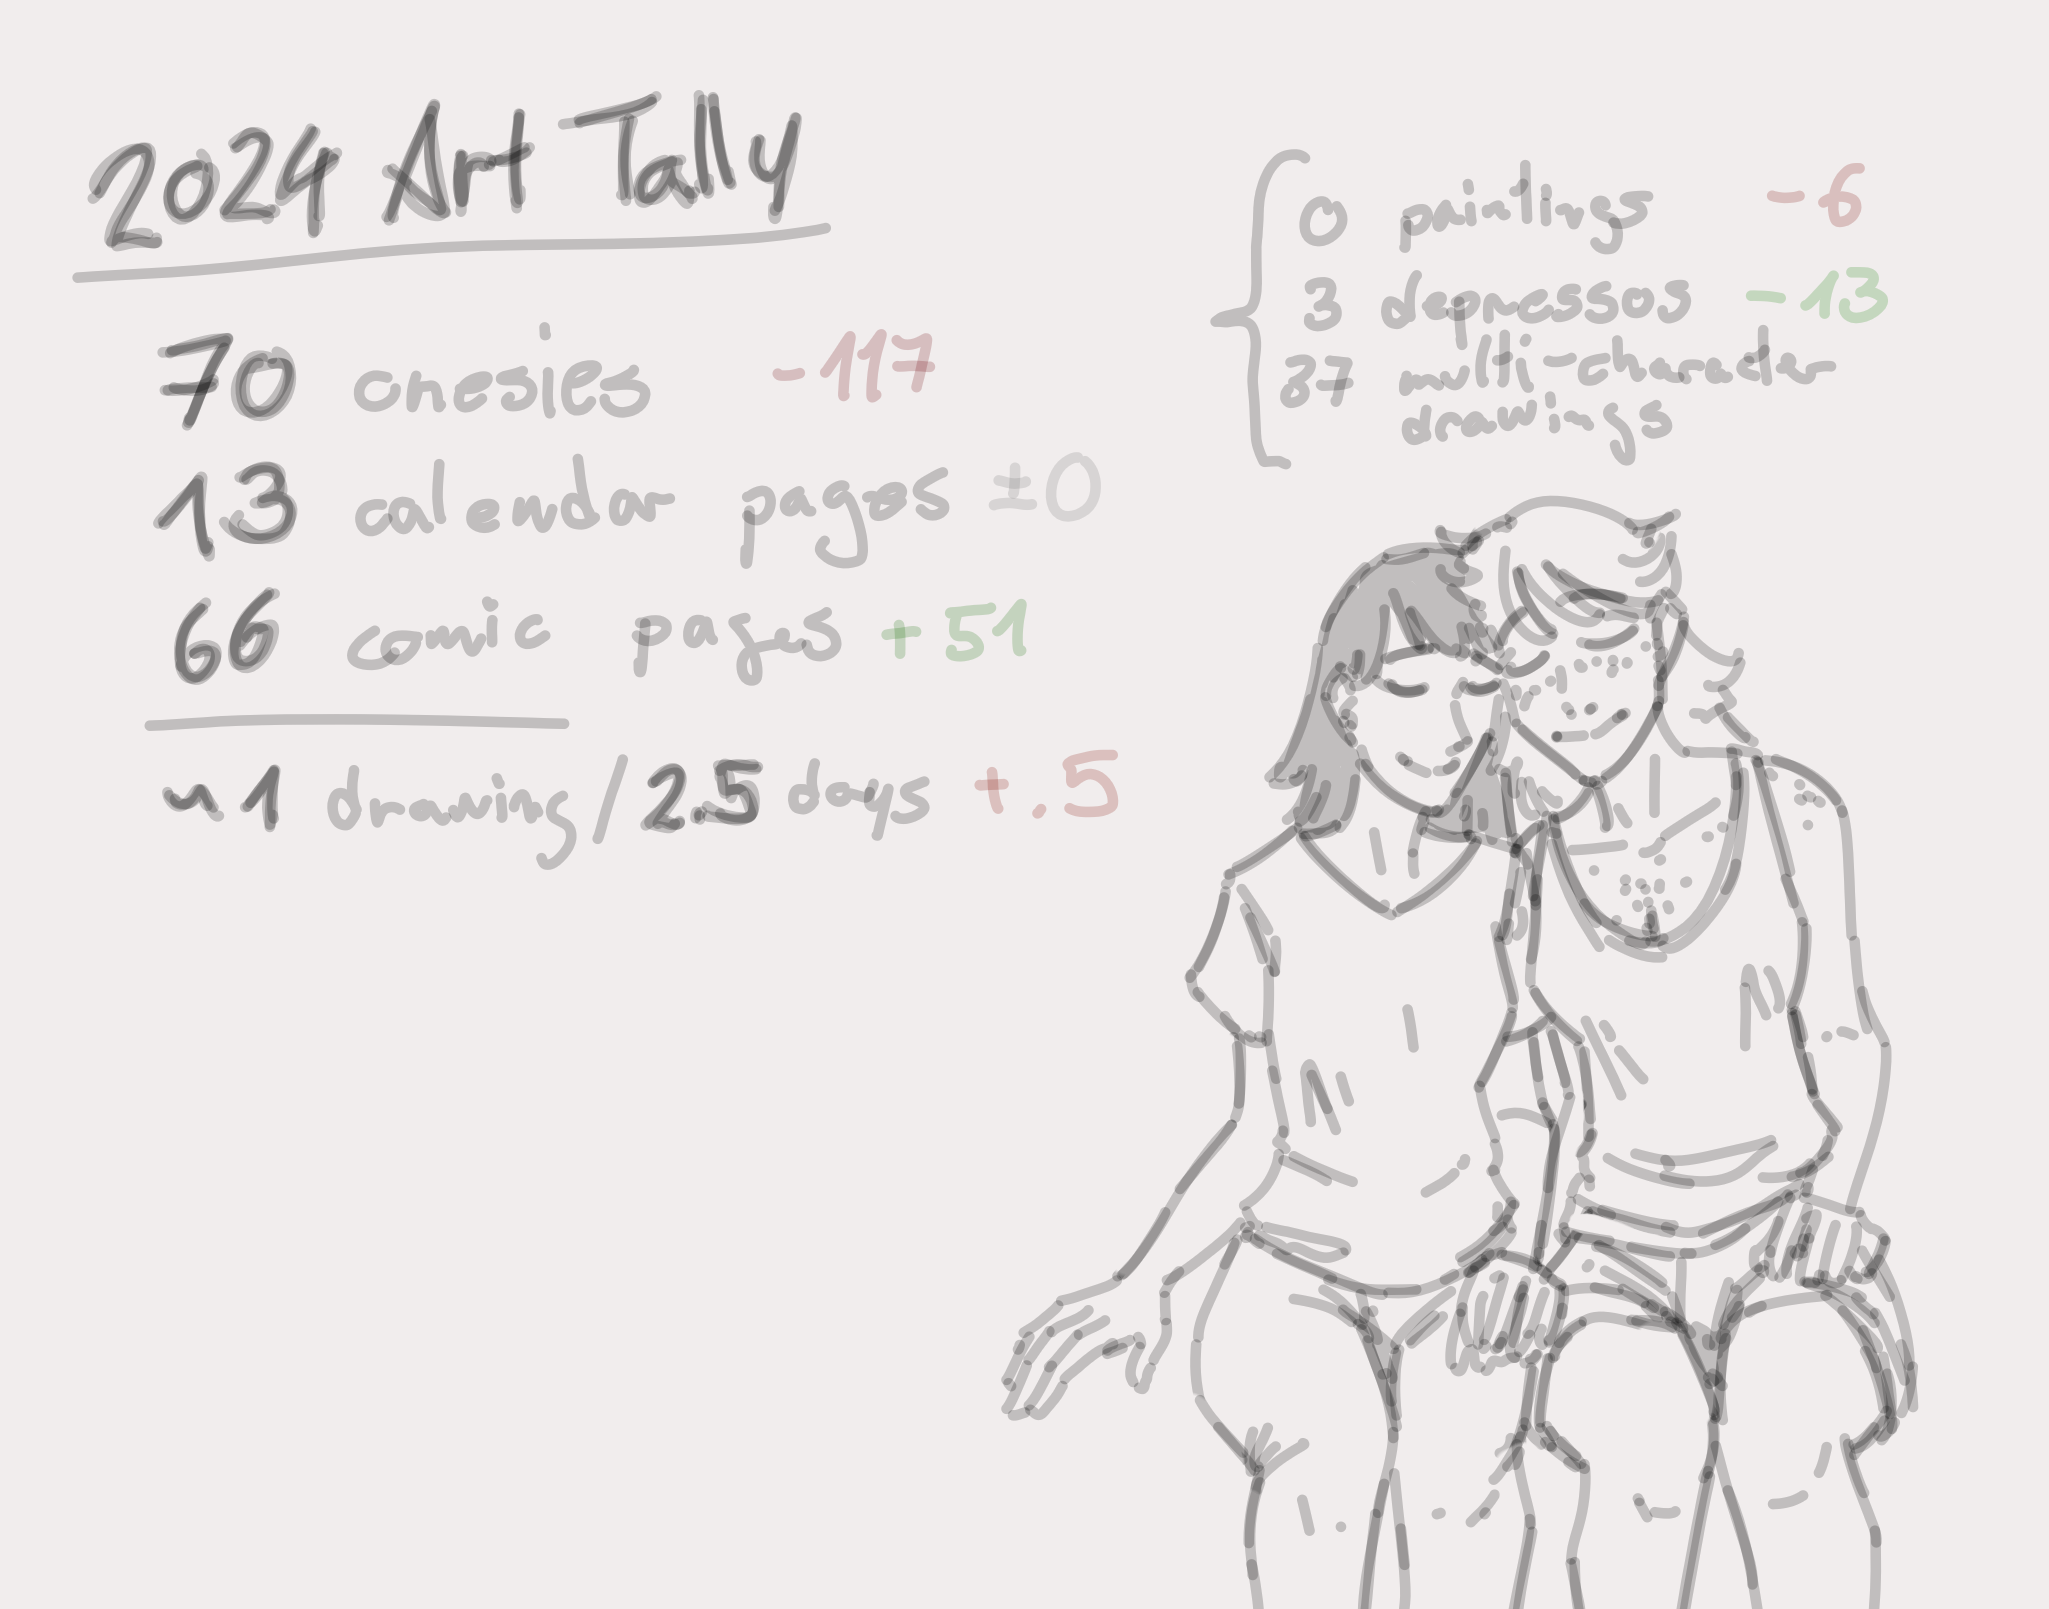 2024 Art Tally
70 onesies -117
13 calendar pages ±0
66 comic pages +51
~1 drawing/2.5 days +.5
0 paintings -6
3 depressos -13
37 multi-character
drawings